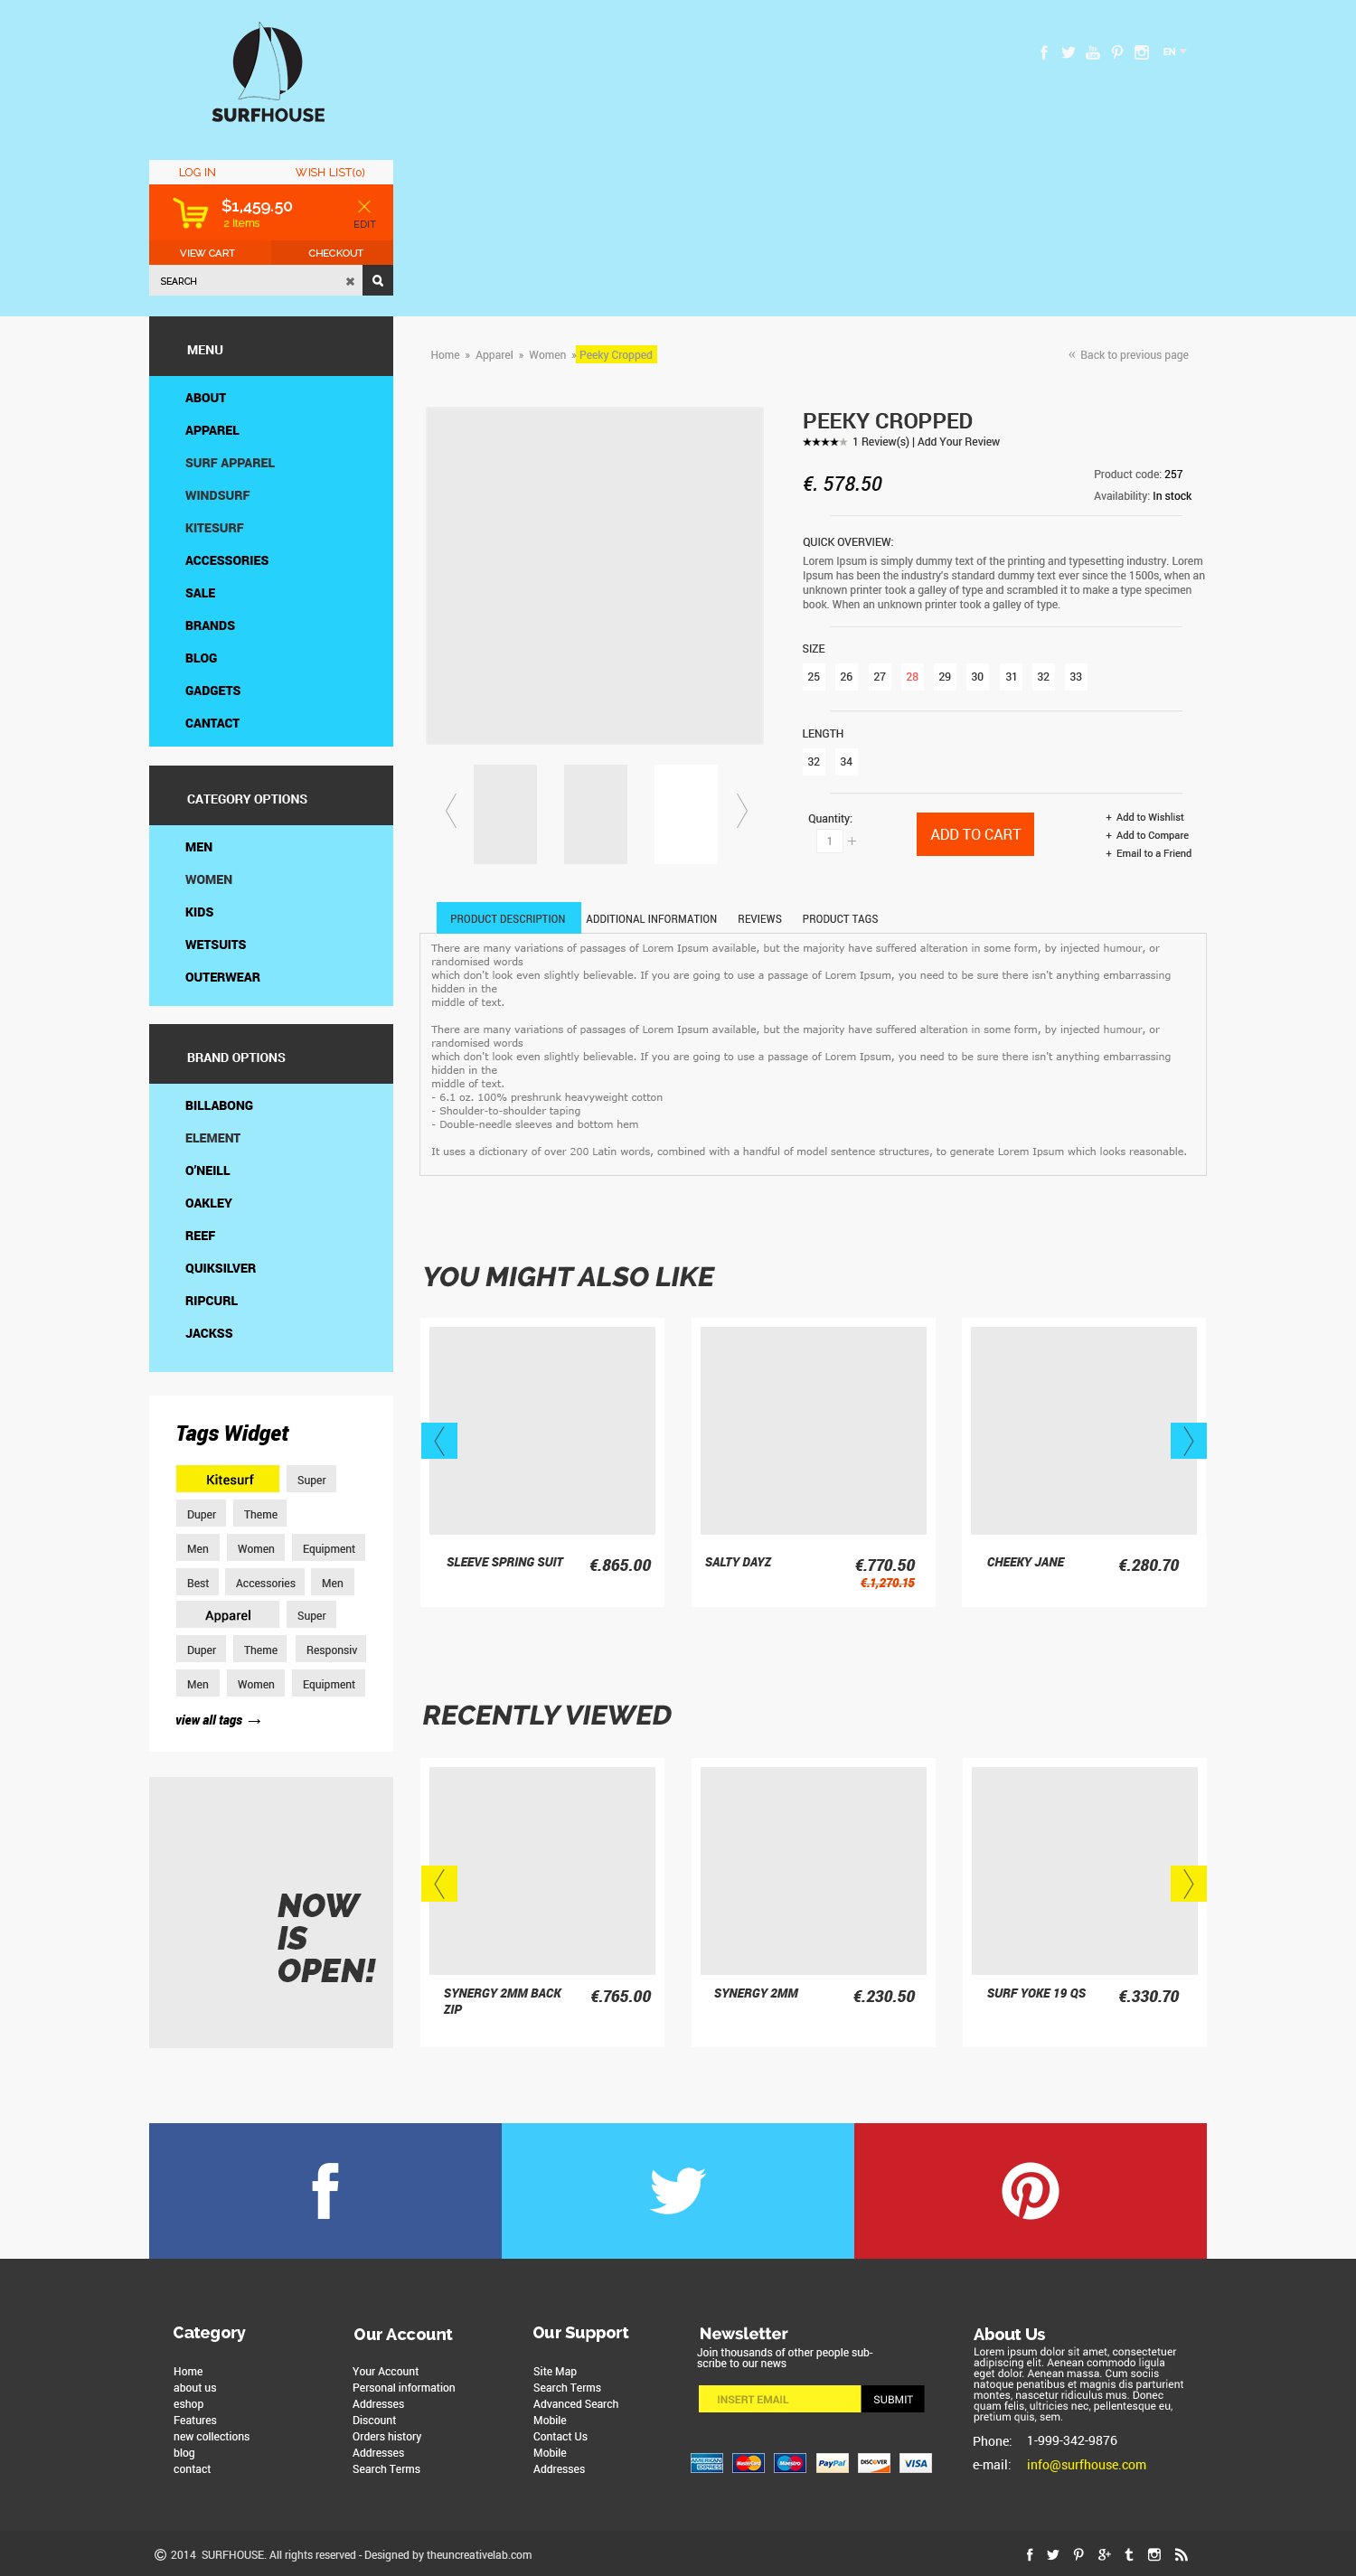 SURFHOUSE
EN
LOG IN WISH LIST(0)
$1,459.50
2 Items
EDIT
VIEW CART CHECKOUT
SEARCH
MENU
ABOUT
APPAREL
SURF APPAREL
WINDSURF
KITESURF
ACCESSORIES
SALE
BRANDS
BLOG
GADGETS
CANTACT
CATEGORY OPTIONS
MEN
WOMEN
KIDS
WETSUITS
OUTERWEAR
BRAND OPTIONS
BILLABONG
ELEMENT
O'NEILL
OAKLEY
REEF
QUIKSILVER
RIPCURL
JACKSS
Tags Widget
Kitesurf Super
Duper Theme
Men Women Equipment
Best Accessories Men
Apparel Super
Duper Theme Responsiv
Men Women Equipment
view all tags →
NOW
IS
OPEN!
Home » Apparel » Women » Peeky Cropped
« Back to previous page
PEEKY CROPPED
★★★★★ 1 Review(s) | Add Your Review
€. 578.50
Product code: 257
Availability: In stock
QUICK OVERVIEW:
Lorem Ipsum is simply dummy text of the printing and typesetting industry. Lorem
Ipsum has been the industry's standard dummy text ever since the 1500s, when an
unknown printer took a galley of type and scrambled it to make a type specimen
book. When an unknown printer took a galley of type.
SIZE
25 26 27 28 29 30 31 32 33
LENGTH
32 34
Quantity:
1 +
ADD TO CART
+ Add to Wishlist
+ Add to Compare
+ Email to a Friend
PRODUCT DESCRIPTION ADDITIONAL INFORMATION REVIEWS PRODUCT TAGS
There are many variations of passages of Lorem Ipsum available, but the majority have suffered alteration in some form, by injected humour, or
randomised words
which don't look even slightly believable. If you are going to use a passage of Lorem Ipsum, you need to be sure there isn't anything embarrassing
hidden in the
middle of text.
There are many variations of passages of Lorem Ipsum available, but the majority have suffered alteration in some form, by injected humour, or
randomised words
which don't look even slightly believable. If you are going to use a passage of Lorem Ipsum, you need to be sure there isn't anything embarrassing
hidden in the
middle of text.
- 6.1 oz. 100% preshrunk heavyweight cotton
- Shoulder-to-shoulder taping
- Double-needle sleeves and bottom hem
It uses a dictionary of over 200 Latin words, combined with a handful of model sentence structures, to generate Lorem Ipsum which looks reasonable.
YOU MIGHT ALSO LIKE
SLEEVE SPRING SUIT €.865.00
SALTY DAYZ €.770.50
€.1,270.15
CHEEKY JANE €.280.70
RECENTLY VIEWED
SYNERGY 2MM BACK
ZIP
€.765.00
SYNERGY 2MM €.230.50
SURF YOKE 19 QS €.330.70
Category
Home
about us
eshop
Features
new collections
blog
contact
Our Account
Your Account
Personal information
Addresses
Discount
Orders history
Addresses
Search Terms
Our Support
Site Map
Search Terms
Advanced Search
Mobile
Contact Us
Mobile
Addresses
Newsletter
Join thousands of other people sub-
scribe to our news
INSERT EMAIL SUBMIT
AMERICAN EXPRESS MasterCard Maestro PayPal DISCOVER VISA
About Us
Lorem ipsum dolor sit amet, consectetuer
adipiscing elit. Aenean commodo ligula
eget dolor. Aenean massa. Cum sociis
natoque penatibus et magnis dis parturient
montes, nascetur ridiculus mus. Donec
quam felis, ultricies nec, pellentesque eu,
pretium quis, sem.
Phone: 1-999-342-9876
e-mail: info@surfhouse.com
© 2014 SURFHOUSE. All rights reserved - Designed by theuncreativelab.com